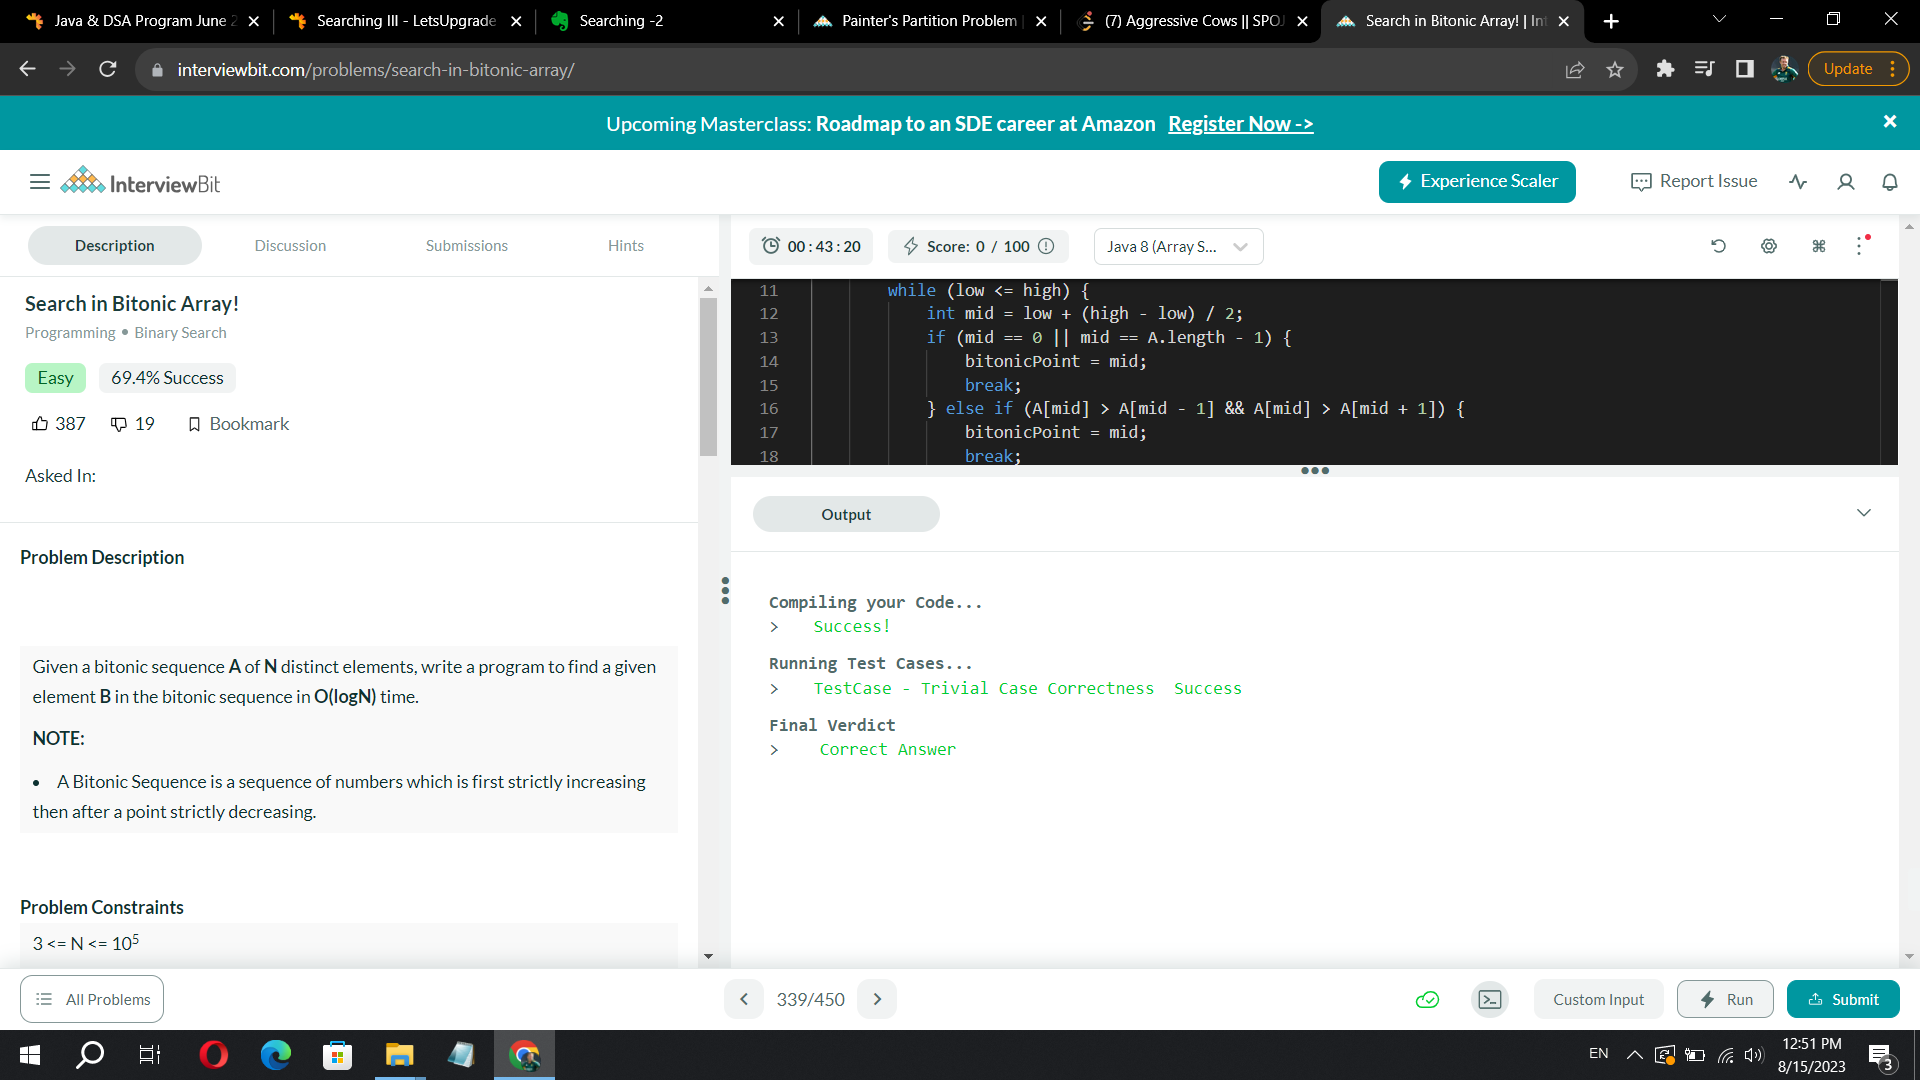 Java & DSA Program June 2
Searching III - LetsUpgrade
Searching -2
Painter's Partition Problem |
(7) Aggressive Cows || SPOJ
Search in Bitonic Array! | Int
interviewbit.com/problems/search-in-bitonic-array/
Update
Upcoming Masterclass: Roadmap to an SDE career at Amazon Register Now ->
InterviewBit
Experience Scaler
Report Issue
Description
Discussion
Submissions
Hints
00:43:20
Score: 0 / 100
Java 8 (Array S...
Search in Bitonic Array!
Programming • Binary Search
Easy
69.4% Success
387
19
Bookmark
Asked In:
Problem Description
Given a bitonic sequence A of N distinct elements, write a program to find a given
element B in the bitonic sequence in O(logN) time.
NOTE:
• A Bitonic Sequence is a sequence of numbers which is first strictly increasing
then after a point strictly decreasing.
Problem Constraints
3 <= N <= 10⁵
11 while (low <= high) {
12 int mid = low + (high - low) / 2;
13 if (mid == 0 || mid == A.length - 1) {
14 bitonicPoint = mid;
15 break;
16 } else if (A[mid] > A[mid - 1] && A[mid] > A[mid + 1]) {
17 bitonicPoint = mid;
18 break;
Output
Compiling your Code...
> Success!
Running Test Cases...
> TestCase - Trivial Case Correctness Success
Final Verdict
> Correct Answer
All Problems
339/450
Custom Input
Run
Submit
EN
12:51 PM
8/15/2023
3